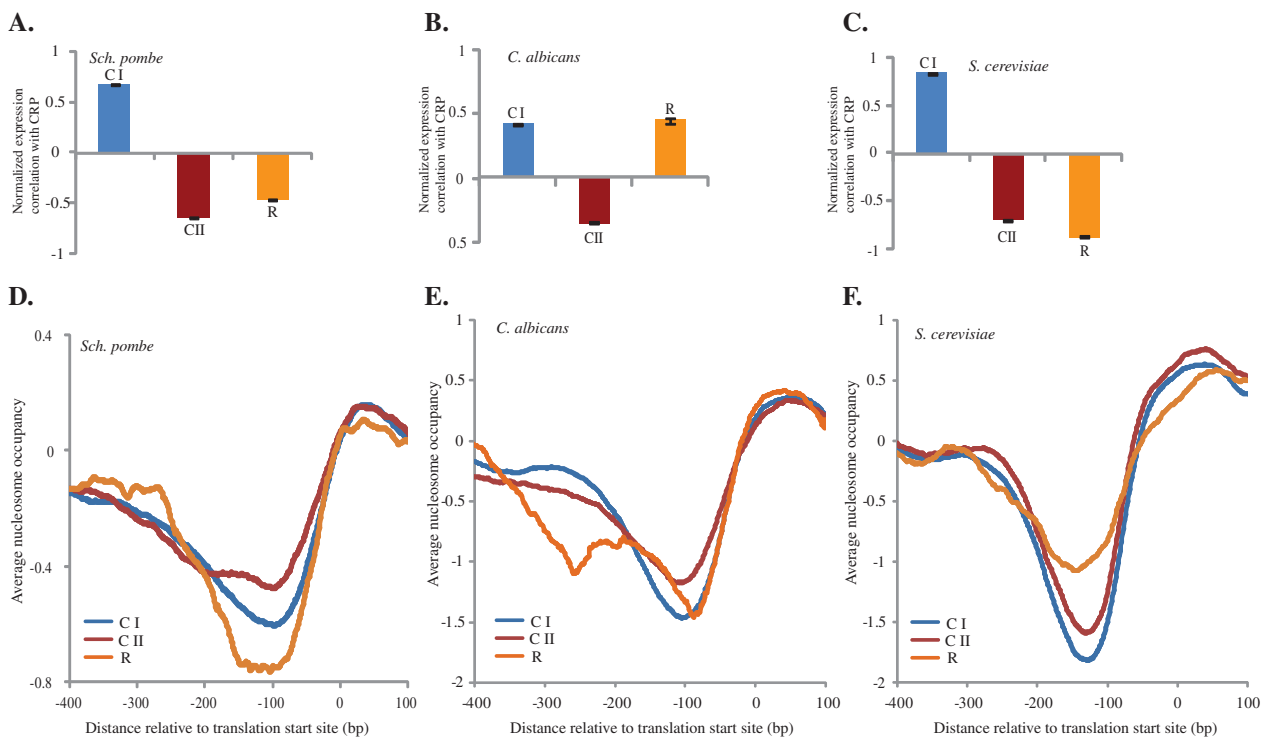 A.
Sch. pombe
Normalized expression
correlation with CRP
1
0.5
0
-0.5
-1
C I
CII
R
B.
C. albicans
Normalized expression
correlation with CRP
1
0.5
0
0.5
C I
CII
R
C.
S. cerevisiae
Normalized expression
correlation with CRP
1
0.5
0
-0.5
-1
C I
CII
R
D.
Sch. pombe
Average nucleosome occupancy
0.4
0
-0.4
-0.8
C I
C II
R
-400 -300 -200 -100 0 100
Distance relative to translation start site (bp)
E.
C. albicans
Average nucleosome occupancy
1
0.5
0
-0.5
-1
-1.5
-2
C I
C II
R
-400 -300 -200 -100 0 100
Distance relative to translation start site (bp)
F.
S. cerevisiae
Average nucleosome occupancy
1
0.5
0
-0.5
-1
-1.5
-2
C I
C II
R
-400 -300 -200 -100 0 100
Distance relative to translation start site (bp)